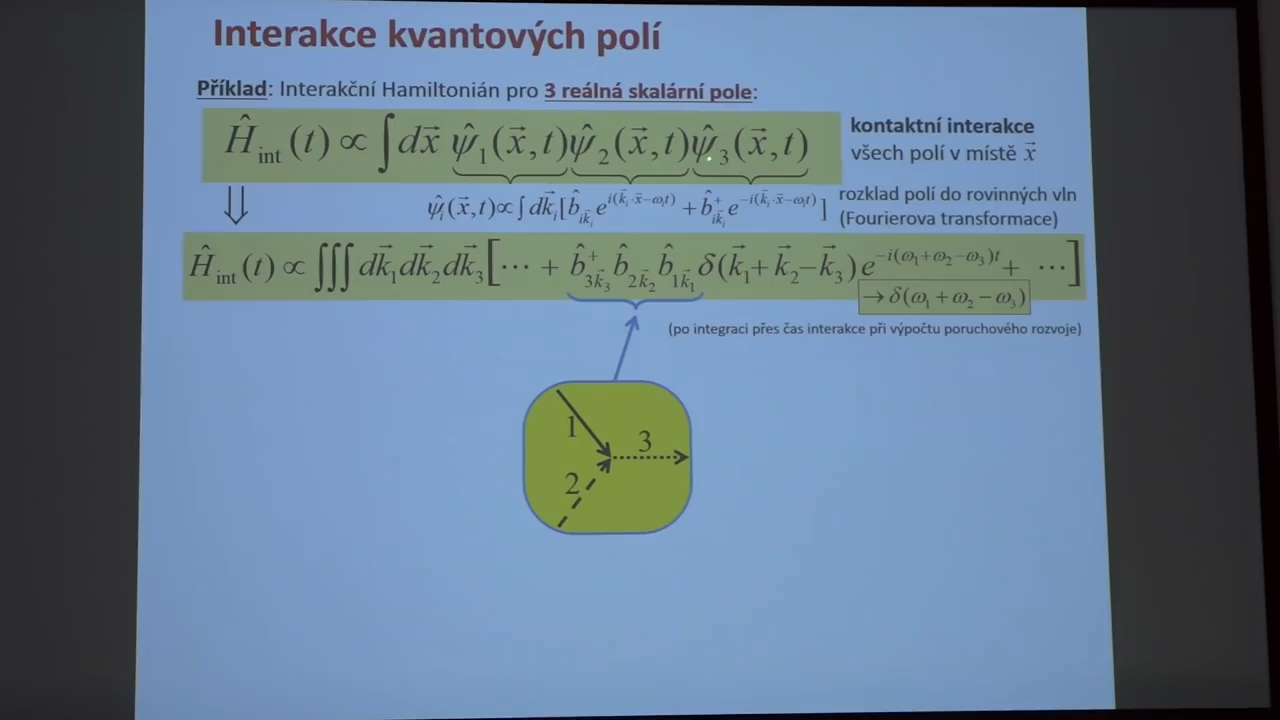 Interakce kvantových polí
Příklad: Interakční Hamiltonián pro 3 reálná skalární pole:
Ĥ_int (t) ∝ ∫ dx⃗ ψ̂₁(x⃗, t) ψ̂₂(x⃗, t) ψ̂₃(x⃗, t)
kontaktní interakce
všech polí v místě x⃗
ψ̂ᵢ(x⃗,t) ∝ ∫ dk⃗ᵢ [b̂_{ik⃗ᵢ} e^{i(k⃗ᵢ·x⃗−ωᵢt)} + b̂⁺_{ik⃗ᵢ} e^{−i(k⃗ᵢ·x⃗−ωᵢt)}]
rozklad polí do rovinných vln
(Fourierova transformace)
Ĥ_int (t) ∝ ∫∫∫ dk⃗₁dk⃗₂dk⃗₃ [⋯ + b̂⁺_{3k⃗₃} b̂_{2k⃗₂} b̂_{1k⃗₁} δ(k⃗₁+k⃗₂−k⃗₃) e^{−i(ω₁+ω₂−ω₃)t} + ⋯]
→ δ(ω₁ + ω₂ − ω₃)
(po integraci přes čas interakce při výpočtu poruchového rozvoje)
1
3
2